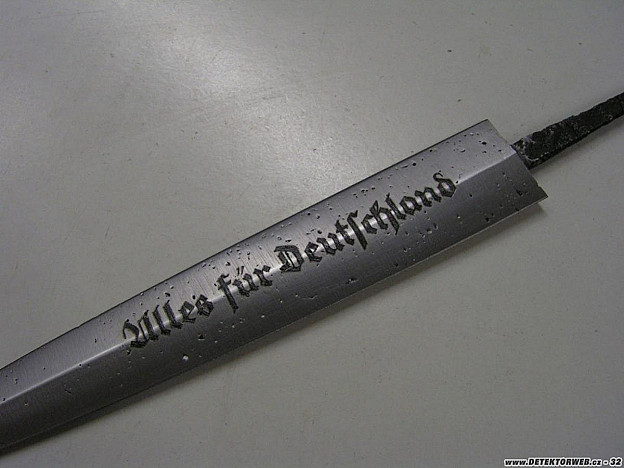 Alles für Deutschland
www.DETEKTORWEB.cz - 32